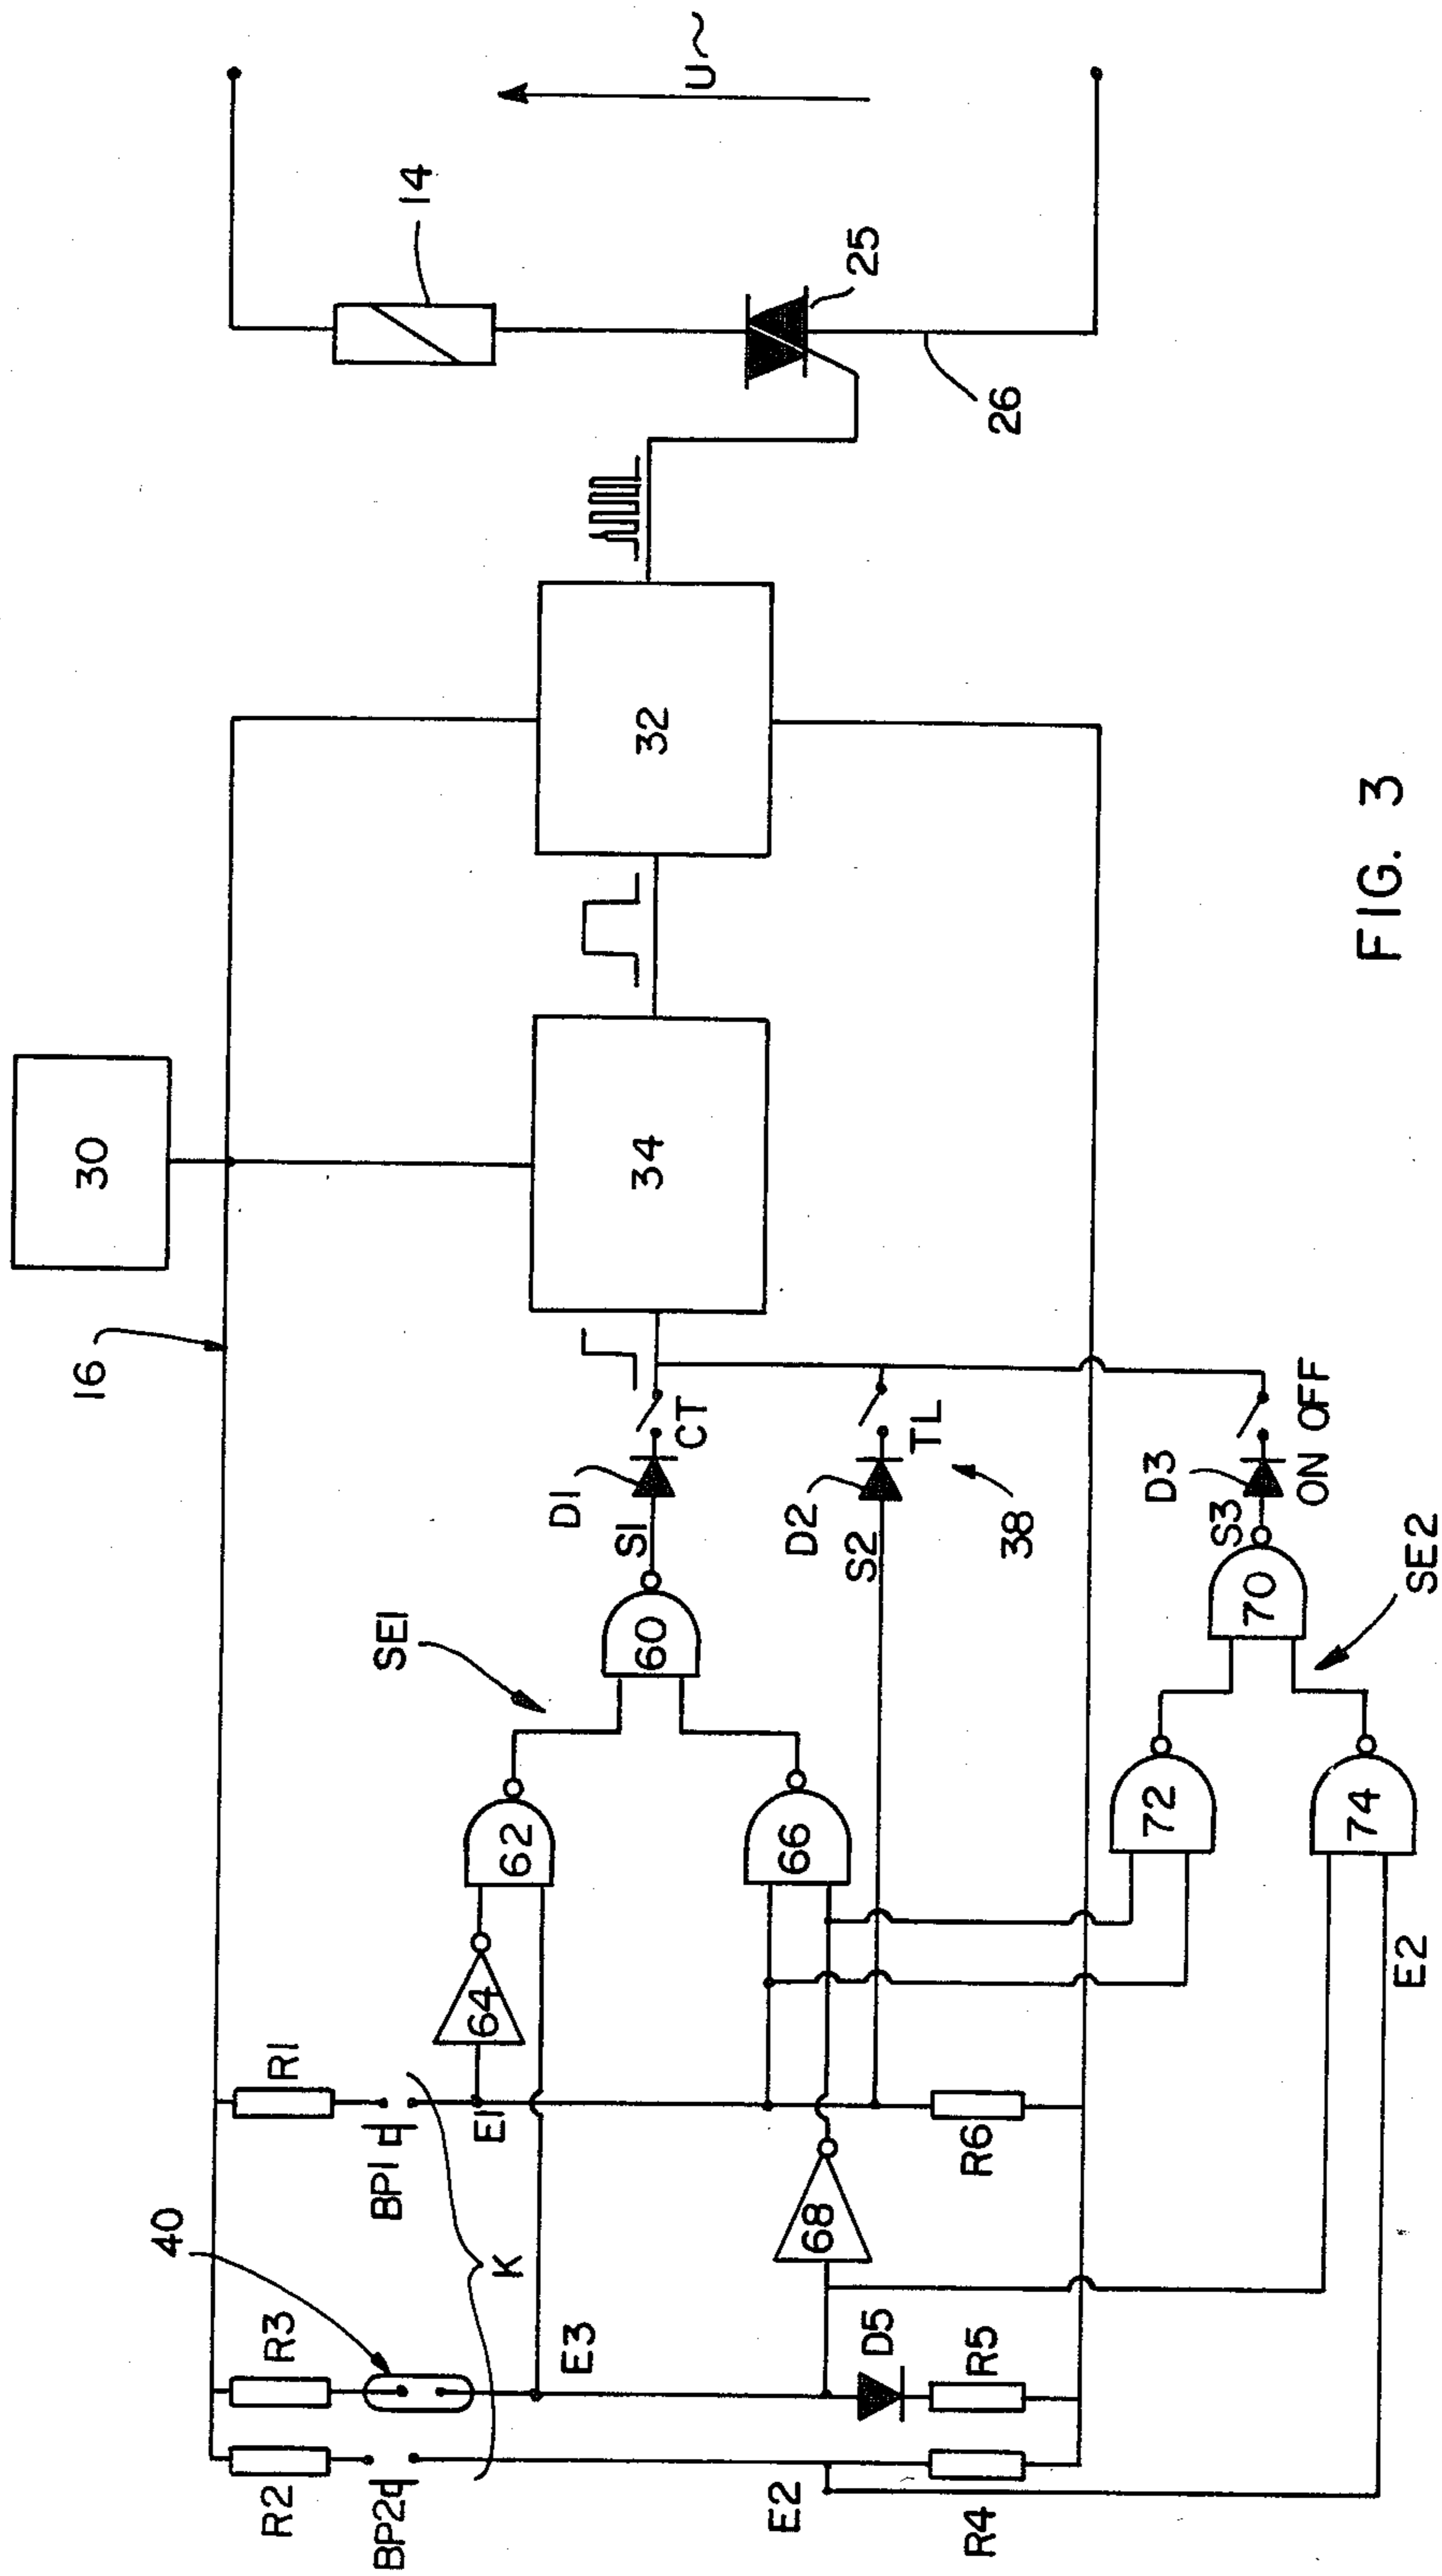 30
16
U~
14
25
26
32
34
R1
R3
R2
40
BP1
BP2
K
E1
E3
E2
64
62
60
SE1
S1
D1
CT
68
66
D2
S2
TL
38
D5
R5
R4
R6
72
74
70
S3
D3
ON OFF
SE2
E2
FIG. 3